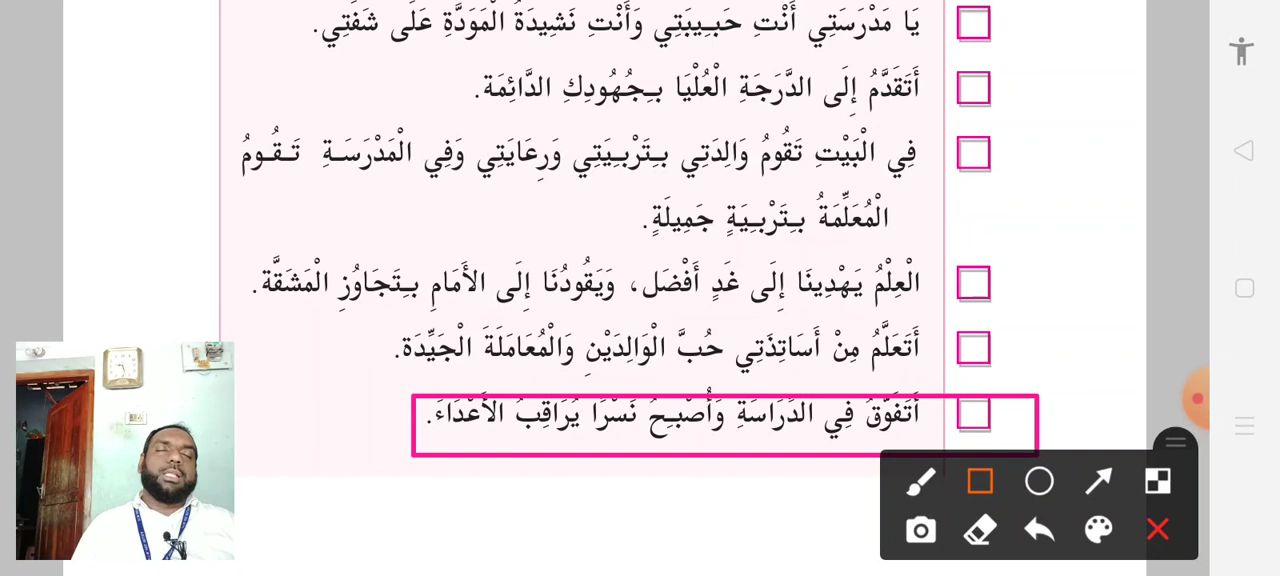 يَا مَدْرَسَتِي أَنْتِ حَبِيبَتِي وَأَنْتِ نَشِيدَةُ الْمَوَدَّةِ عَلَى شَفَتِي.
أَتَقَدَّمُ إِلَى الدَّرَجَةِ الْعُلْيَا بِجُهُودِكِ الدَّائِمَة.
فِي الْبَيْتِ تَقُومُ وَالِدَتِي بِتَرْبِيَتِي وَرِعَايَتِي وَفِي الْمَدْرَسَةِ تَقُومُ
الْمُعَلِّمَةُ بِتَرْبِيَةٍ جَمِيلَةٍ.
الْعِلْمُ يَهْدِينَا إِلَى غَدٍ أَفْضَل، وَيَقُودُنَا إِلَى الأَمَامِ بِتَجَاوُزِ الْمَشَقَّة.
أَتَعَلَّمُ مِنْ أَسَاتِذَتِي حُبَّ الْوَالِدَيْنِ وَالْمُعَامَلَةَ الْجَيِّدَة.
أَتَفَوَّقُ فِي الدِّرَاسَةِ وَأُصْبِحُ نَسْرًا يُرَاقِبُ الأَعْدَاءَ.